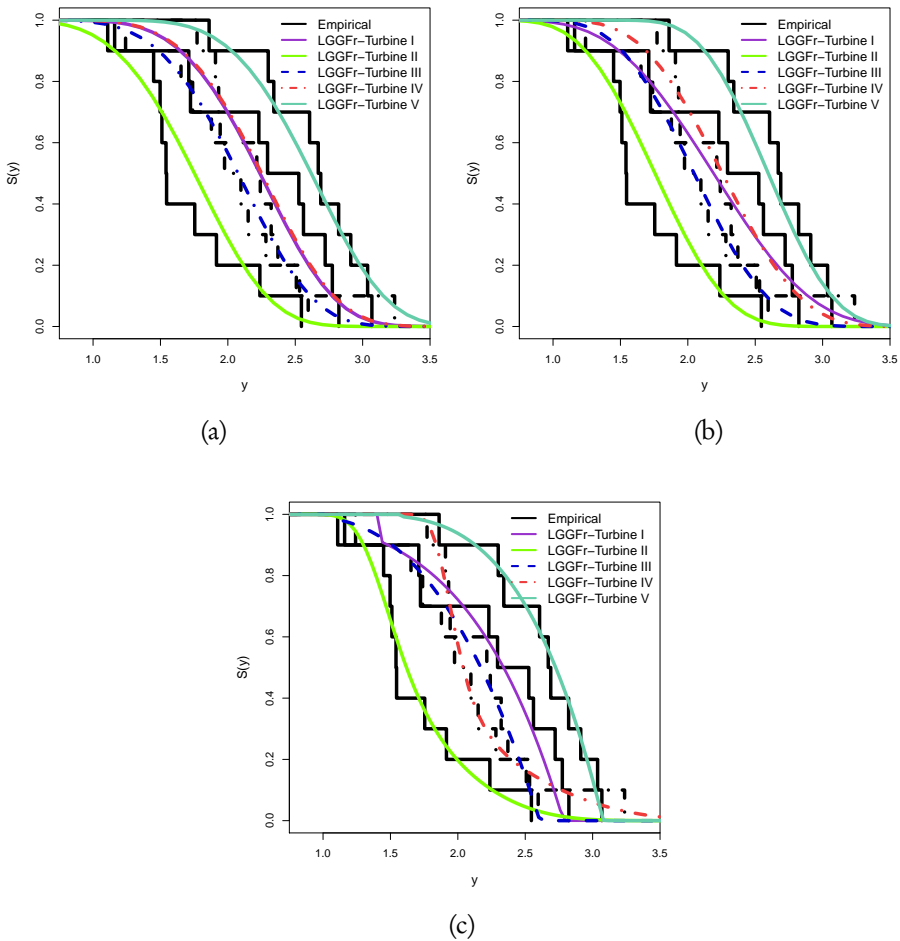 Empirical
LGGFr−Turbine I
LGGFr−Turbine II
LGGFr−Turbine III
LGGFr−Turbine IV
LGGFr−Turbine V
S(y)
1.0
0.8
0.6
0.4
0.2
0.0
1.0 1.5 2.0 2.5 3.0 3.5
y
(a)
Empirical
LGGFr−Turbine I
LGGFr−Turbine II
LGGFr−Turbine III
LGGFr−Turbine IV
LGGFr−Turbine V
S(y)
1.0
0.8
0.6
0.4
0.2
0.0
1.0 1.5 2.0 2.5 3.0 3.5
y
(b)
Empirical
LGGFr−Turbine I
LGGFr−Turbine II
LGGFr−Turbine III
LGGFr−Turbine IV
LGGFr−Turbine V
S(y)
1.0
0.8
0.6
0.4
0.2
0.0
1.0 1.5 2.0 2.5 3.0 3.5
y
(c)